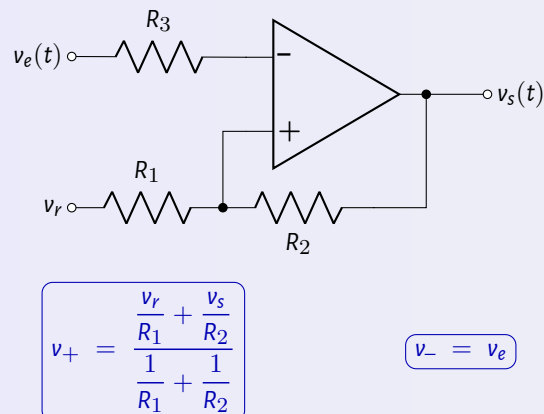 R₃
vₑ(t)
−
vₛ(t)
+
R₁
vᵣ
R₂
v₊ = (vᵣ/R₁ + vₛ/R₂)/(1/R₁ + 1/R₂)
v₋ = vₑ